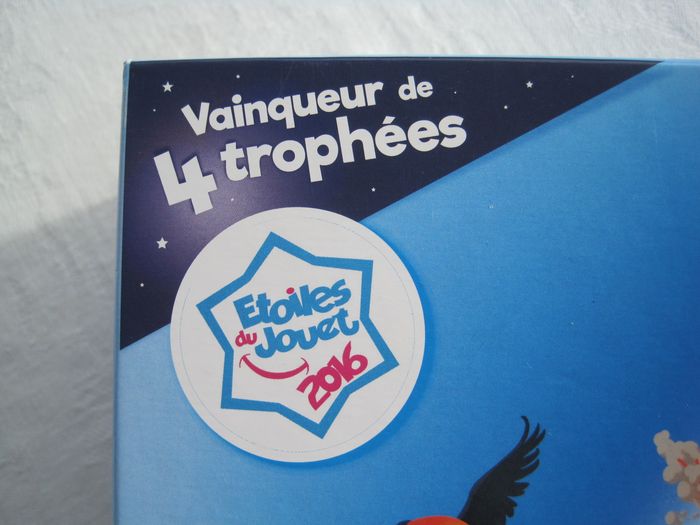 Vainqueur de
4 trophées
Etoiles
du Jouet
2016